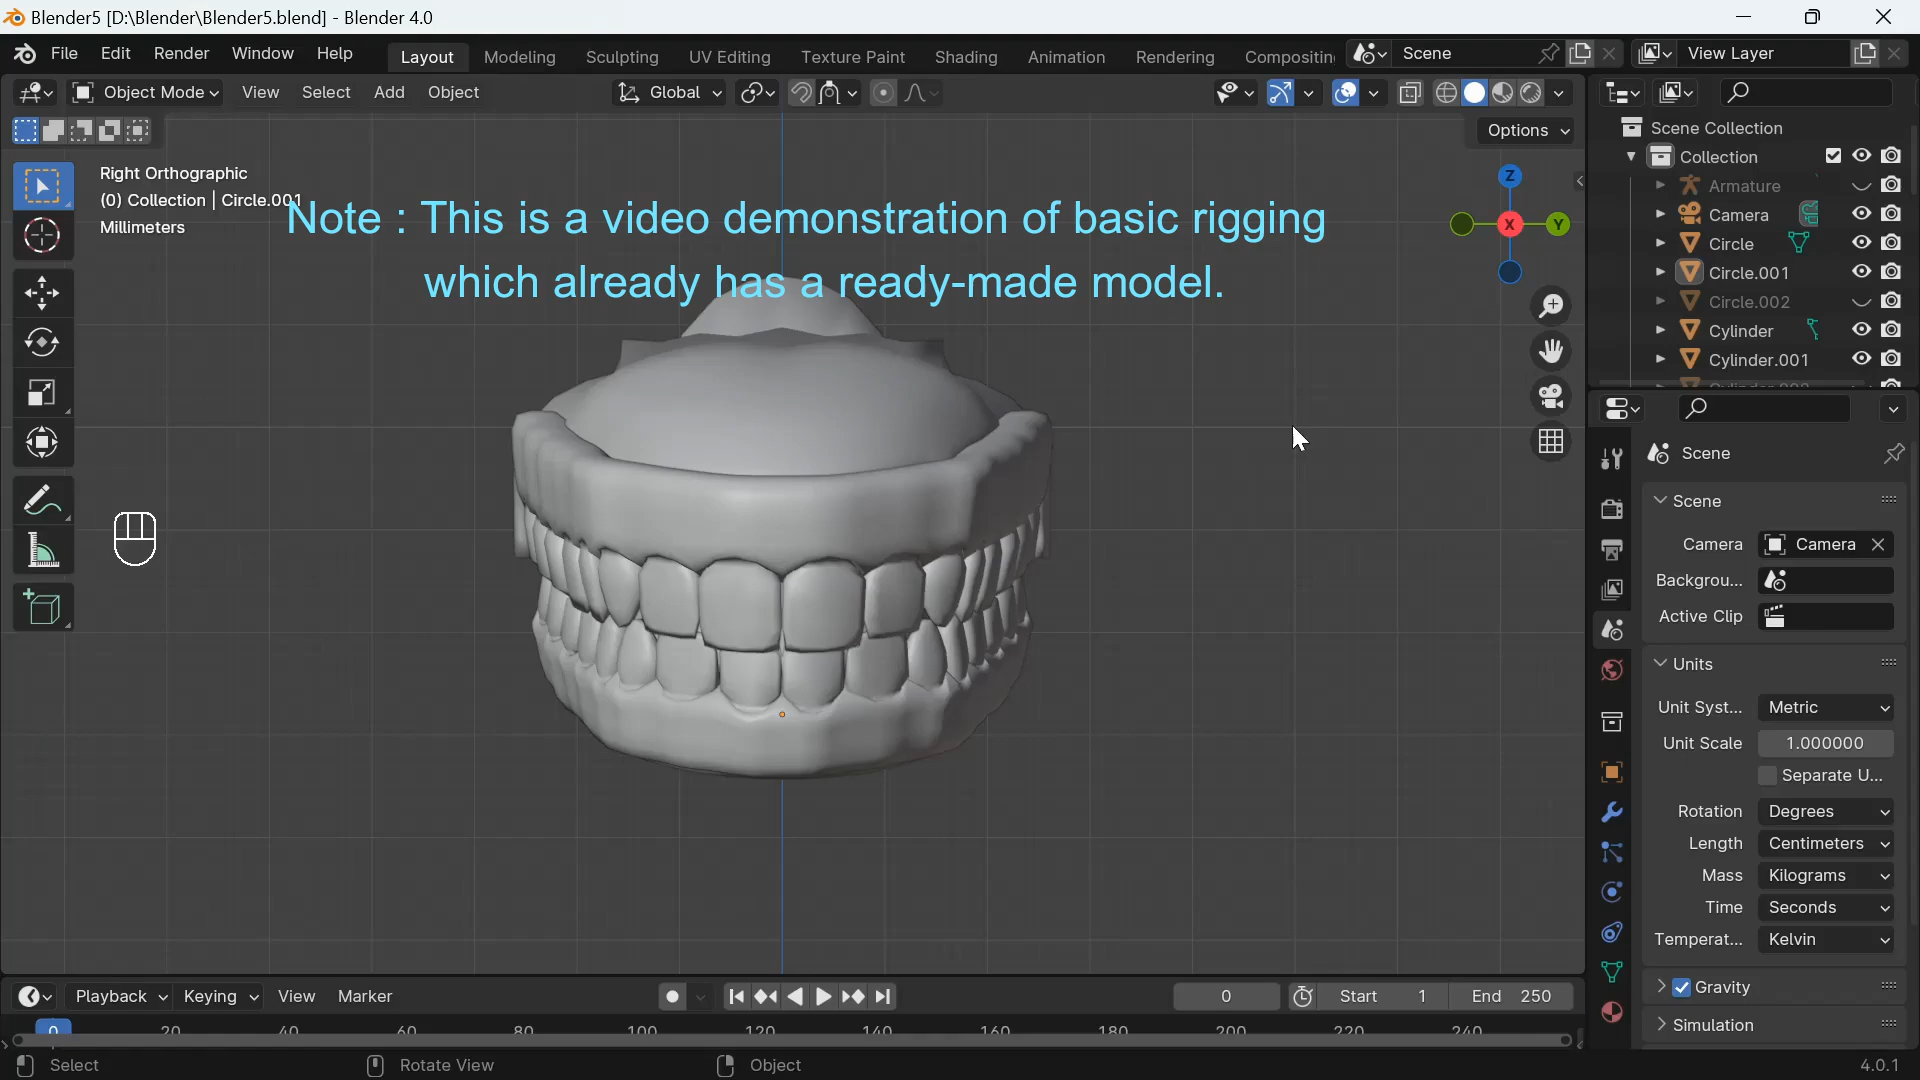 Blender5 [D:\Blender\Blender5.blend] - Blender 4.0
File Edit Render Window Help Layout Modeling Sculpting UV Editing Texture Paint Shading Animation Rendering Compositin Scene View Layer
Object Mode View Select Add Object Global
Options
Right Orthographic
(0) Collection | Circle.001
Millimeters
Note : This is a video demonstration of basic rigging
which already has a ready-made model.
Z
X
Y
Scene Collection
Collection
Armature
Camera
Circle
Circle.001
Circle.002
Cylinder
Cylinder.001
Scene
Scene
Camera Camera
Backgrou...
Active Clip
Units
Unit Syst... Metric
Unit Scale 1.000000
Separate U...
Rotation Degrees
Length Centimeters
Mass Kilograms
Time Seconds
Temperat... Kelvin
Gravity
Simulation
Playback Keying View Marker 0 Start 1 End 250
0 20 40 60 80 100 120 140 160 180 200 220 240
Select Rotate View Object 4.0.1